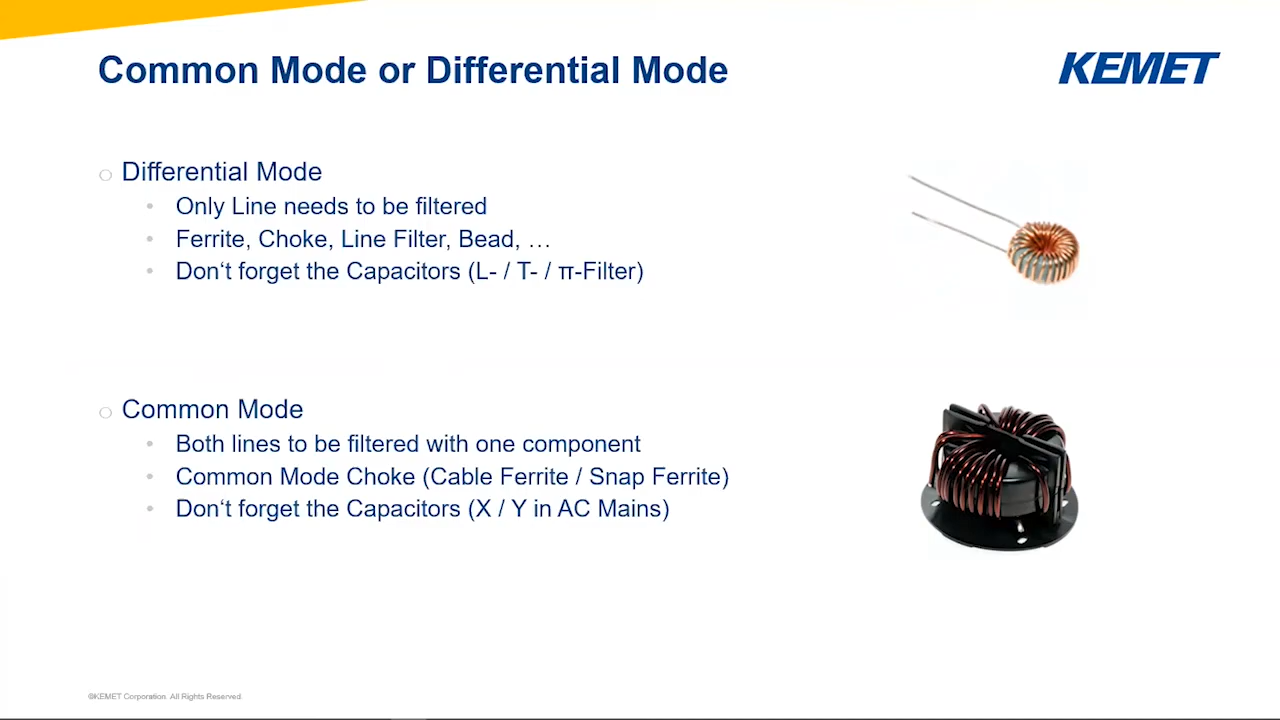 Common Mode or Differential Mode
KEMET
Differential Mode
Only Line needs to be filtered
Ferrite, Choke, Line Filter, Bead, …
Don‘t forget the Capacitors (L- / T- / π-Filter)
Common Mode
Both lines to be filtered with one component
Common Mode Choke (Cable Ferrite / Snap Ferrite)
Don‘t forget the Capacitors (X / Y in AC Mains)
©KEMET Corporation. All Rights Reserved